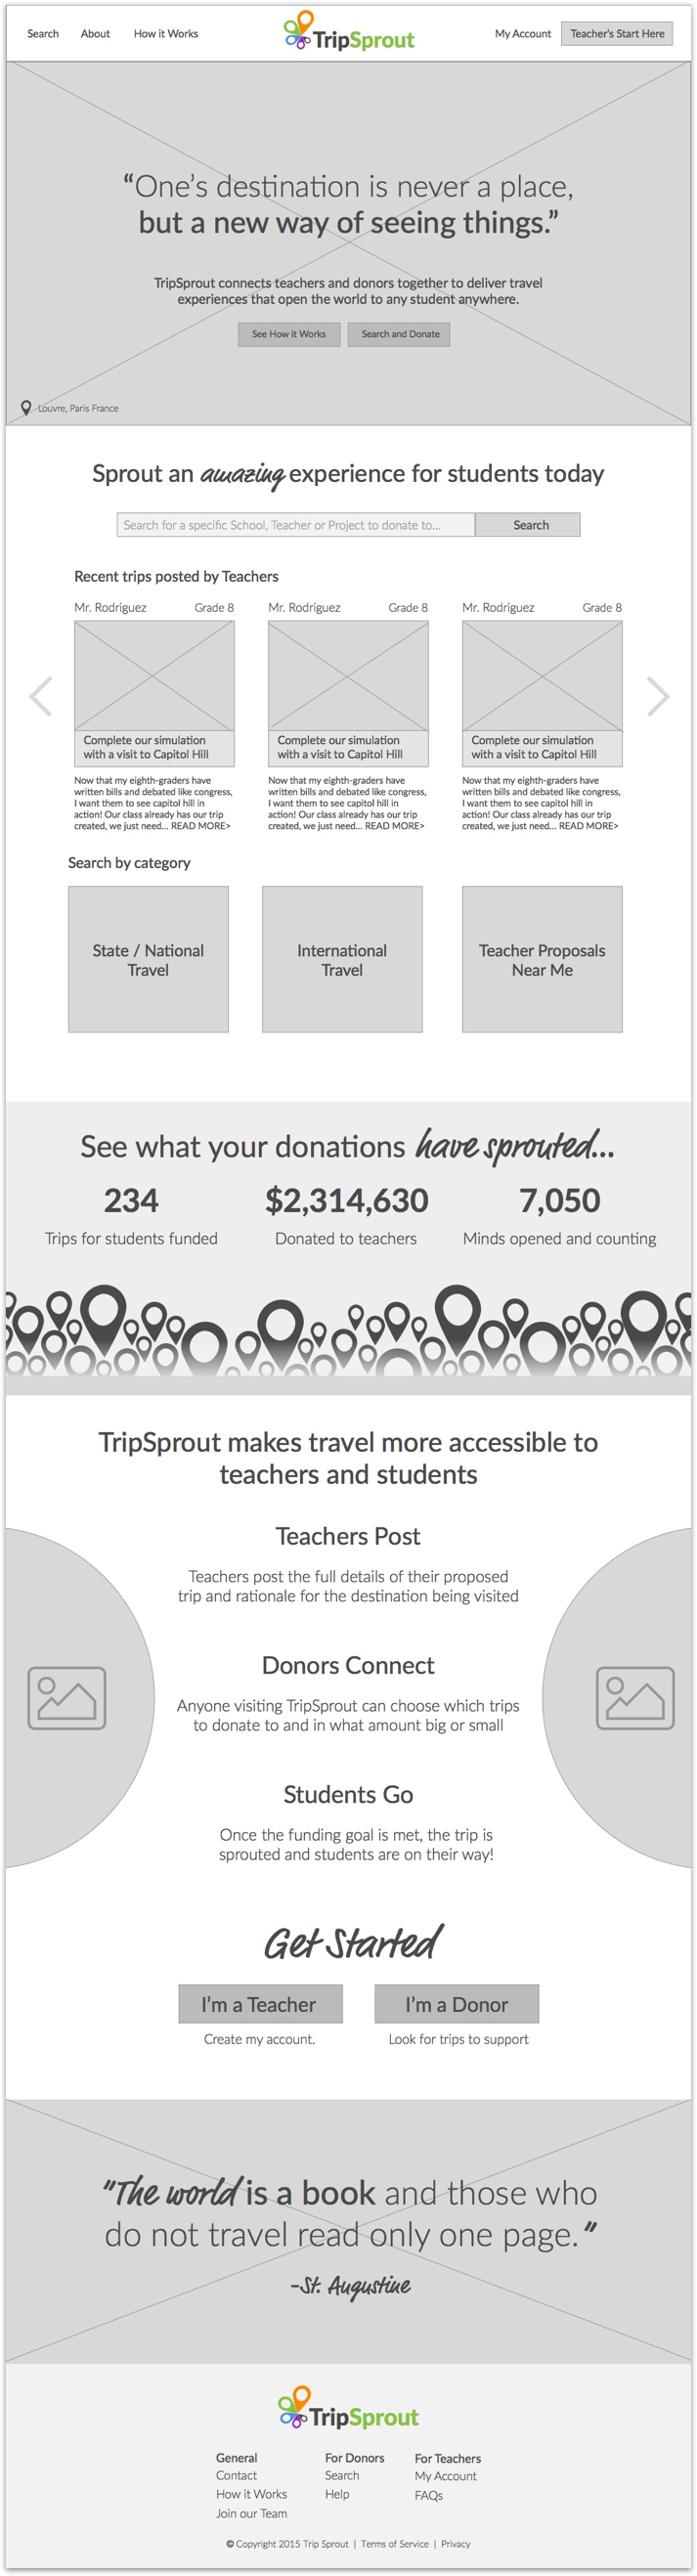 Search About How it Works TripSprout My Account Teacher's Start Here
“One’s destination is never a place,
but a new way of seeing things.”
TripSprout connects teachers and donors together to deliver travel
experiences that open the world to any student anywhere.
See How it Works Search and Donate
Louvre, Paris France
Sprout an amazing experience for students today
Search for a specific School, Teacher or Project to donate to... Search
Recent trips posted by Teachers
Mr. Rodriguez Grade 8
Complete our simulation
with a visit to Capitol Hill
Now that my eighth-graders have
written bills and debated like congress,
I want them to see capitol hill in
action! Our class already has our trip
created, we just need... READ MORE>
Mr. Rodriguez Grade 8
Complete our simulation
with a visit to Capitol Hill
Now that my eighth-graders have
written bills and debated like congress,
I want them to see capitol hill in
action! Our class already has our trip
created, we just need... READ MORE>
Mr. Rodriguez Grade 8
Complete our simulation
with a visit to Capitol Hill
Now that my eighth-graders have
written bills and debated like congress,
I want them to see capitol hill in
action! Our class already has our trip
created, we just need... READ MORE>
Search by category
State / National
Travel
International
Travel
Teacher Proposals
Near Me
See what your donations have sprouted...
234
Trips for students funded
$2,314,630
Donated to teachers
7,050
Minds opened and counting
TripSprout makes travel more accessible to
teachers and students
Teachers Post
Teachers post the full details of their proposed
trip and rationale for the destination being visited
Donors Connect
Anyone visiting TripSprout can choose which trips
to donate to and in what amount big or small
Students Go
Once the funding goal is met, the trip is
sprouted and students are on their way!
Get Started
I'm a Teacher
Create my account.
I'm a Donor
Look for trips to support
"The world is a book and those who
do not travel read only one page."
-St. Augustine
TripSprout
General
Contact
How it Works
Join our Team
For Donors
Search
Help
For Teachers
My Account
FAQs
© Copyright 2015 Trip Sprout | Terms of Service | Privacy